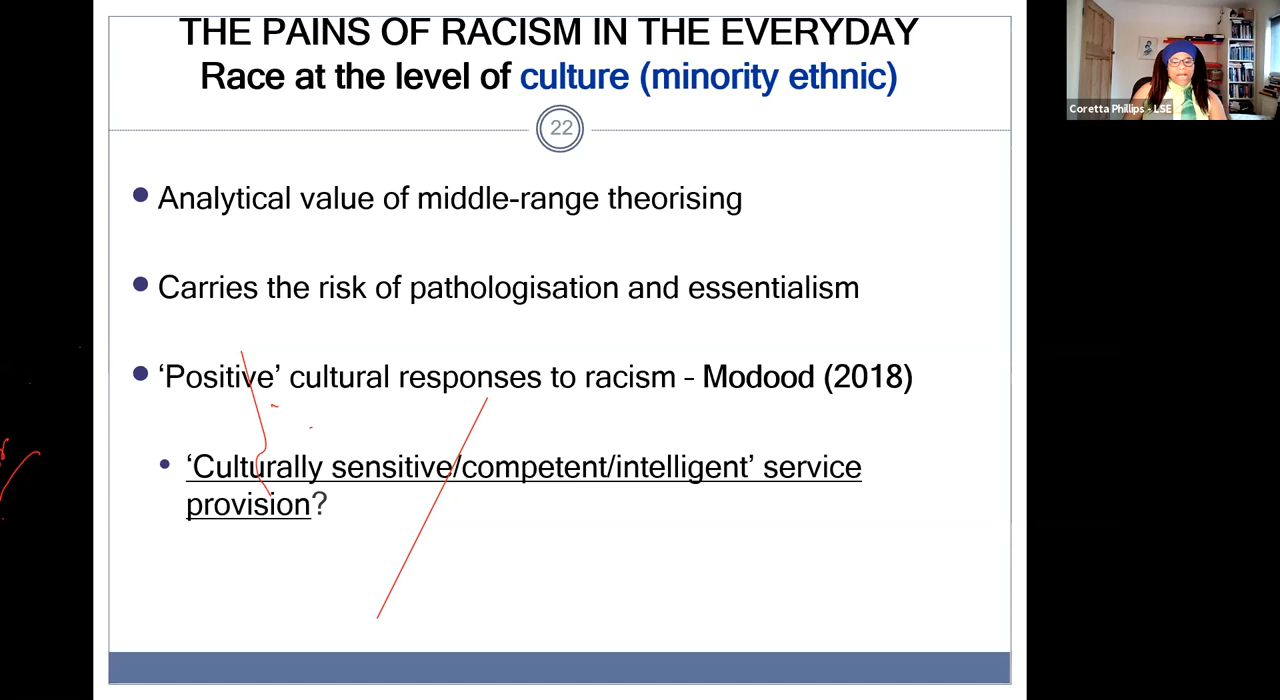 THE PAINS OF RACISM IN THE EVERYDAY
Race at the level of culture (minority ethnic)
22
Analytical value of middle-range theorising
Carries the risk of pathologisation and essentialism
‘Positive’ cultural responses to racism - Modood (2018)
‘Culturally sensitive/competent/intelligent’ service
provision?
Coretta Phillips - LSE